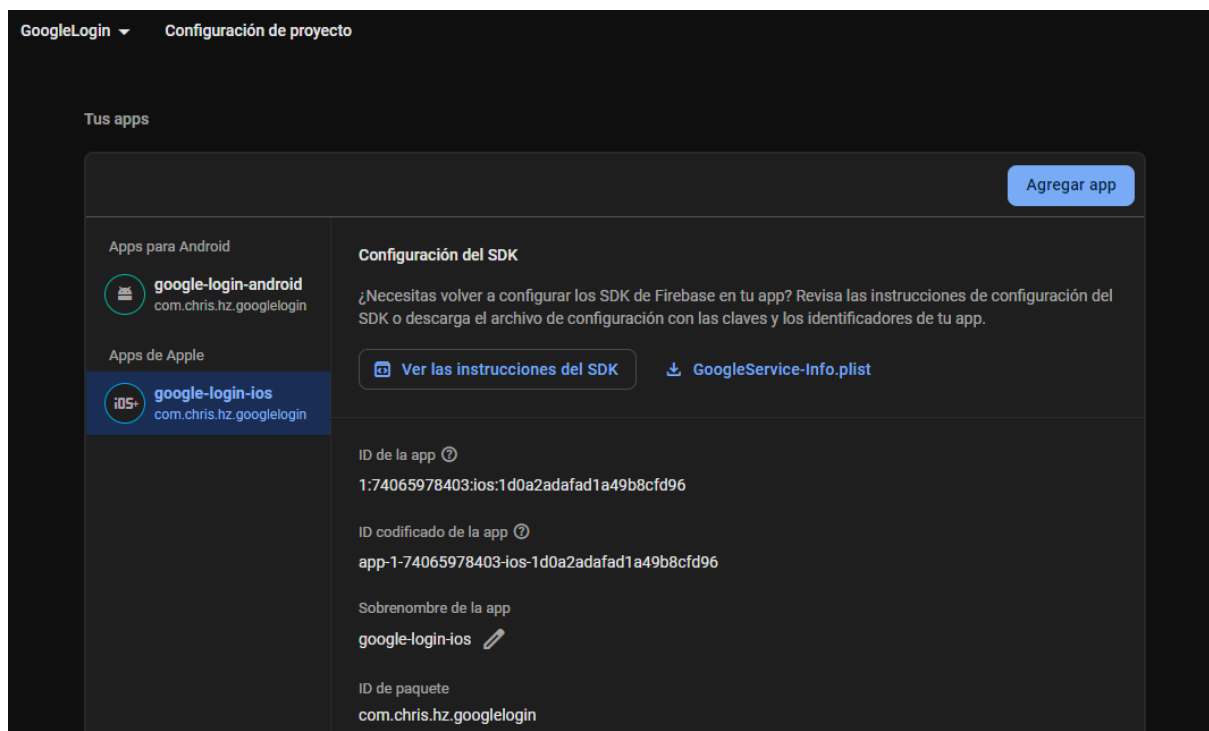 GoogleLogin Configuración de proyecto
Tus apps
Agregar app
Apps para Android
google-login-android
com.chris.hz.googlelogin
Apps de Apple
iOS+
google-login-ios
com.chris.hz.googlelogin
Configuración del SDK
¿Necesitas volver a configurar los SDK de Firebase en tu app? Revisa las instrucciones de configuración del
SDK o descarga el archivo de configuración con las claves y los identificadores de tu app.
Ver las instrucciones del SDK GoogleService-Info.plist
ID de la app
1:74065978403:ios:1d0a2adafad1a49b8cfd96
ID codificado de la app
app-1-74065978403-ios-1d0a2adafad1a49b8cfd96
Sobrenombre de la app
google-login-ios
ID de paquete
com.chris.hz.googlelogin